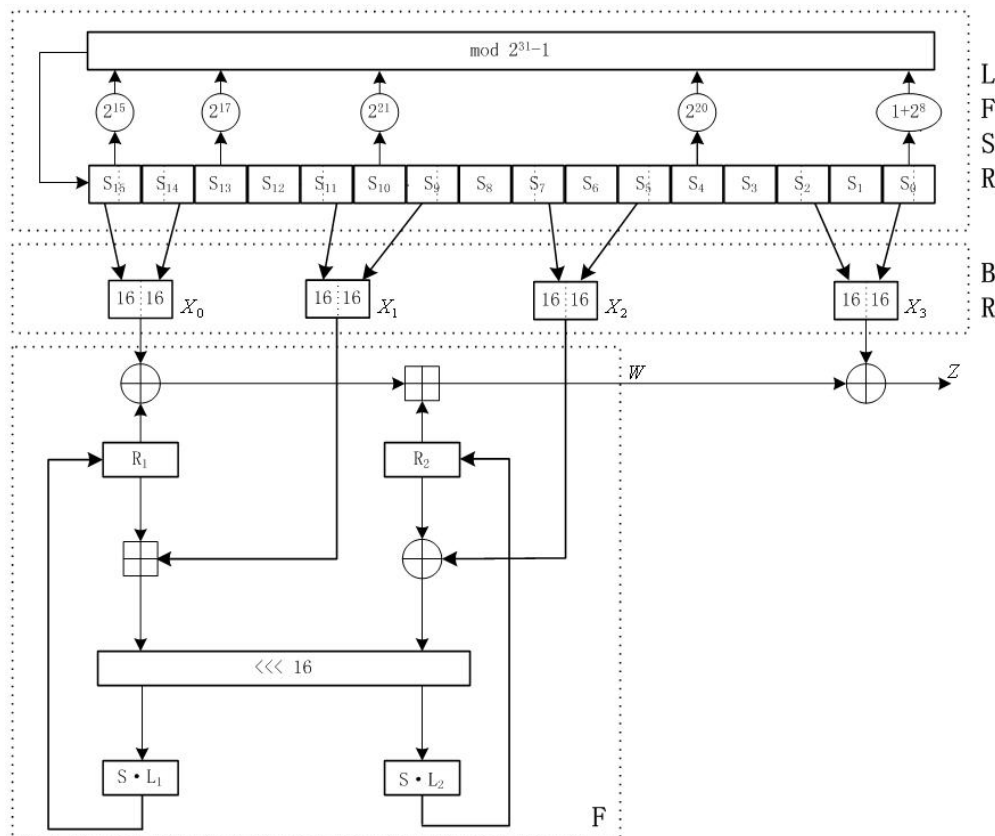 mod 2³¹-1
2¹⁵ 2¹⁷ 2²¹ 2²⁰ 1+2⁸
S₁₅ S₁₄ S₁₃ S₁₂ S₁₁ S₁₀ S₉ S₈ S₇ S₆ S₅ S₄ S₃ S₂ S₁ S₀
L
F
S
R
16 16 X₀ 16 16 X₁ 16 16 X₂ 16 16 X₃
B
R
W Z
R₁ R₂
<<< 16
S•L₁ S•L₂
F